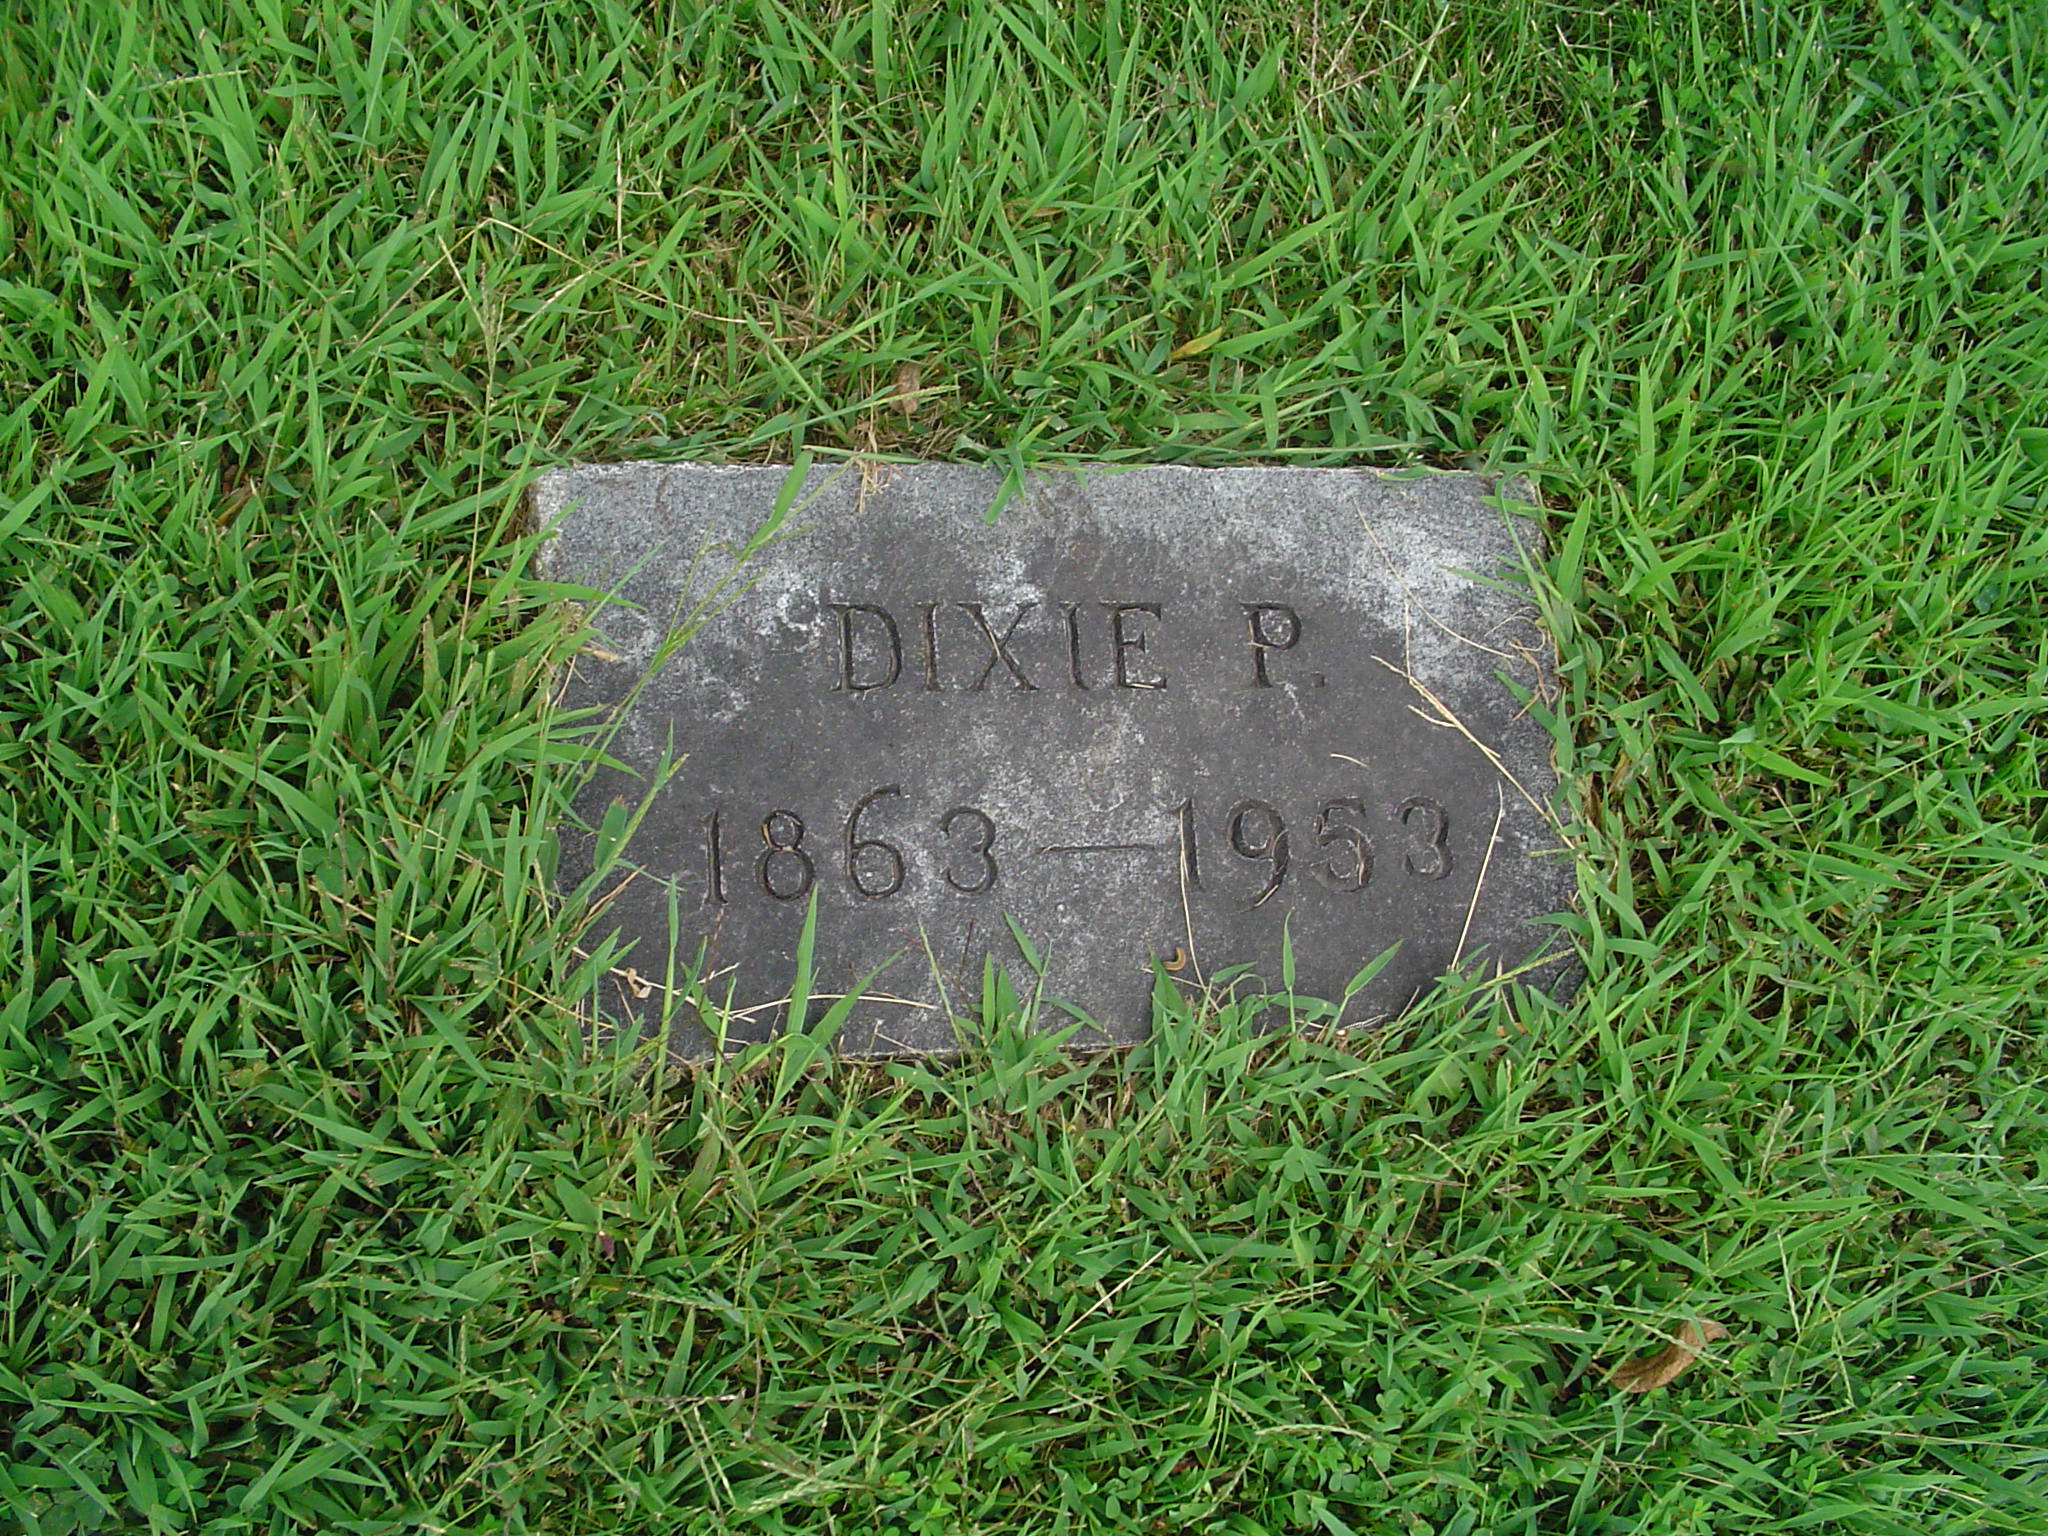 DIXIE P.
1863 — 1953